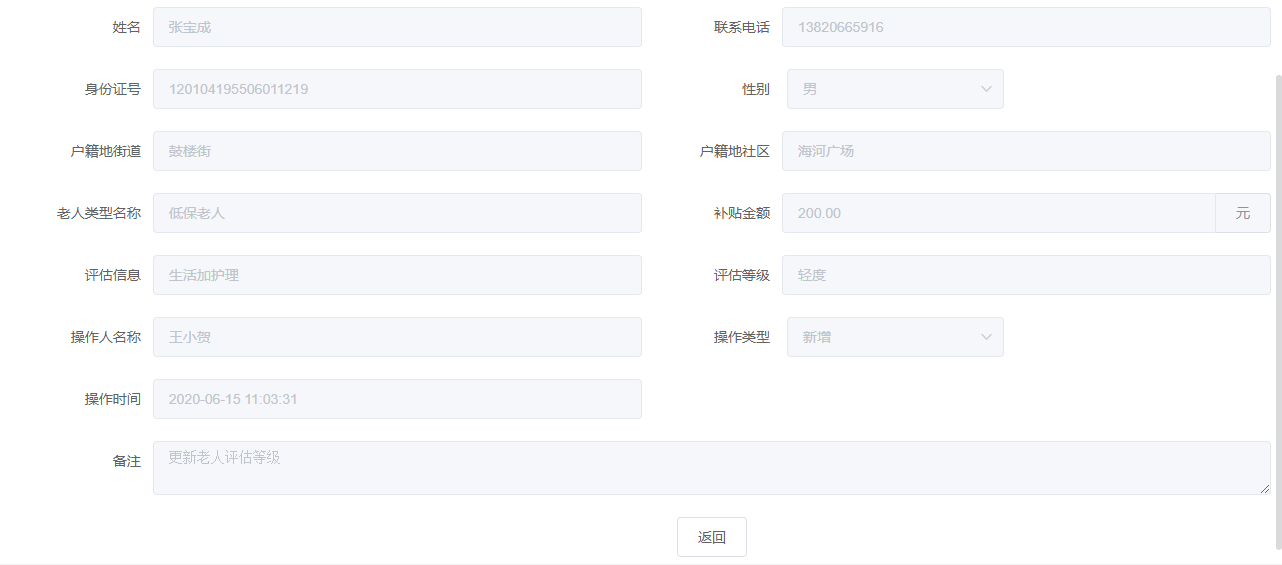 姓名 张宝成 联系电话 13820665916
身份证号 120104195506011219 性别 男
户籍地街道 鼓楼街 户籍地社区 海河广场
老人类型名称 低保老人 补贴金额 200.00 元
评估信息 生活加护理 评估等级 轻度
操作人名称 王小贺 操作类型 新增
操作时间 2020-06-15 11:03:31
备注 更新老人评估等级
返回